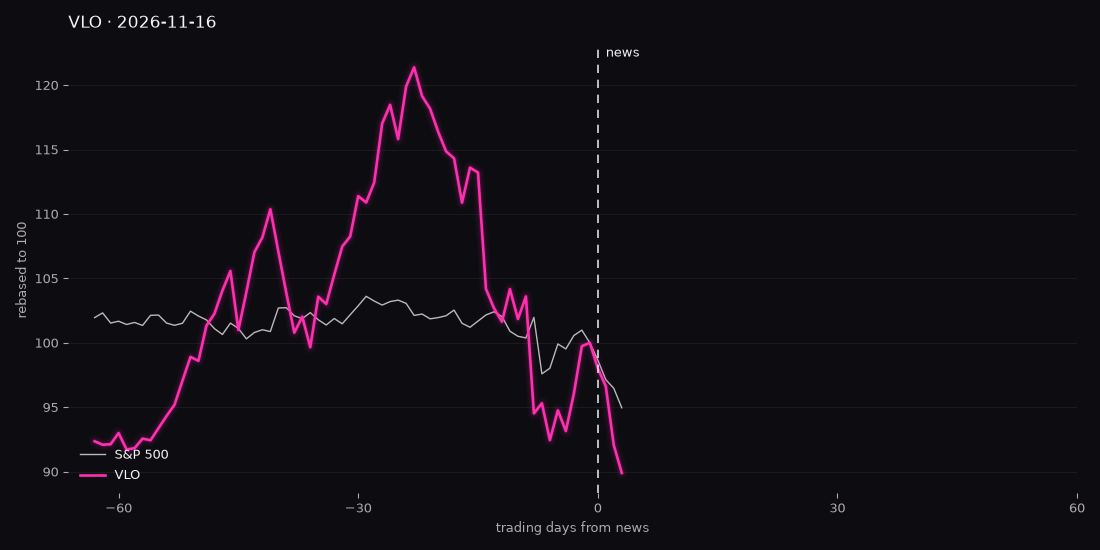 VLO · 2026-11-16
news
120
115
110
105
100
95
90
rebased to 100
S&P 500
VLO
−60
−30
0
30
60
trading days from news